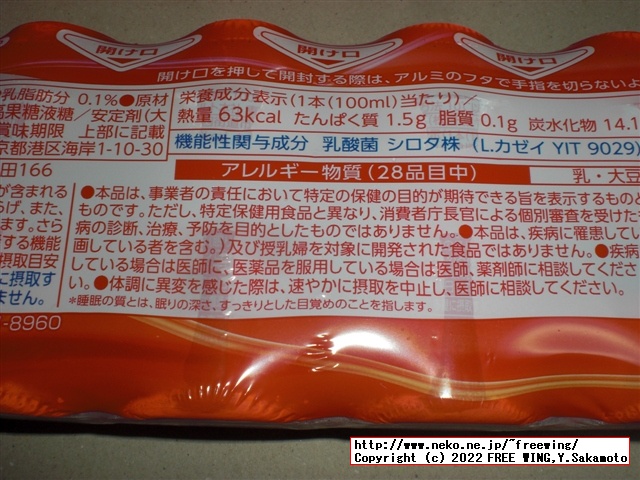 開け口
開け口
開け口
開け口を押して開封する際は、アルミのフタで手指を切らないよ
乳脂肪分 0.1%●原材
果糖液糖/安定剤(大
賞味期限 上部に記載
京都港区海岸1-10-30
田166
栄養成分表示(1本(100ml)当たり)
熱量 63kcal たんぱく質 1.5g 脂質 0.1g 炭水化物 14.1
機能性関与成分 乳酸菌 シロタ株 (L.カゼイ YIT 9029)
アレルギー物質(28品目中)
乳・大豆
が含まれる
らげ、また、
ます。さら
する機能
摂取目安
に摂取す
ません。
-8960
●本品は、事業者の責任において特定の保健の目的が期待できる旨を表示するもの
ものです。ただし、特定保健用食品と異なり、消費者庁長官による個別審査を受けた
病の診断、治療、予防を目的としたものではありません。●本品は、疾病に罹患してい
画している者を含む。)及び授乳婦を対象に開発された食品ではありません。●疾病
している場合は医師に、医薬品を服用している場合は医師、薬剤師に相談してくださ
い。●体調に異変を感じた際は、速やかに摂取を中止し、医師に相談してください。
*睡眠の質とは、眠りの深さ、すっきりとした目覚めのことを指します。
http://www.neko.ne.jp/~freewing/
Copyright (c) 2022 FREE WING,Y.Sakamoto